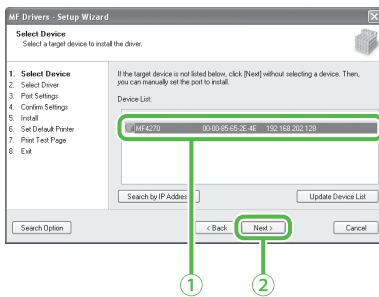 MF Drivers - Setup Wizard
Select Device
Select a target device to install the driver.
1. Select Device
2. Select Driver
3. Port Settings
4. Confirm Settings
5. Install
6. Set Default Printer
7. Print Test Page
8. Exit
If the target device is not listed below, click [Next] without selecting a device. Then,
you can manually set the port to install.
Device List:
MF4270 00-00-85-65-2E-4E 192.168.202.128
Search by IP Address
Update Device List
Search Option
< Back
Next >
Cancel
1
2